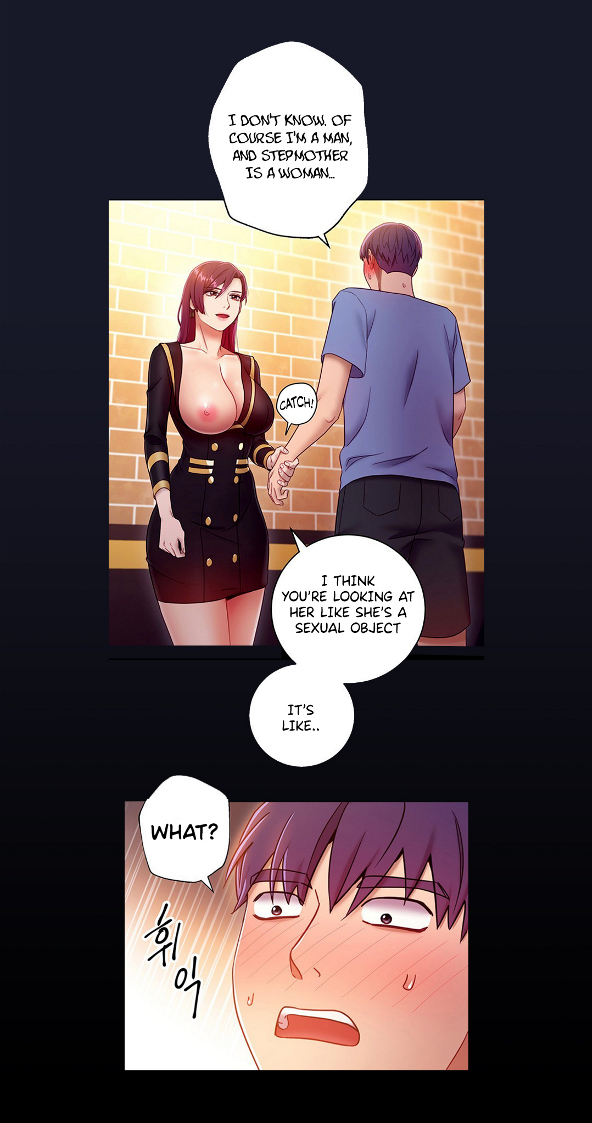 I DON'T KNOW. OF
COURSE I'M A MAN,
AND STEPMOTHER
IS A WOMAN...
CATCH!
I THINK
YOU'RE LOOKING AT
HER LIKE SHE'S A
SEXUAL OBJECT
IT'S
LIKE..
WHAT?
휘
익